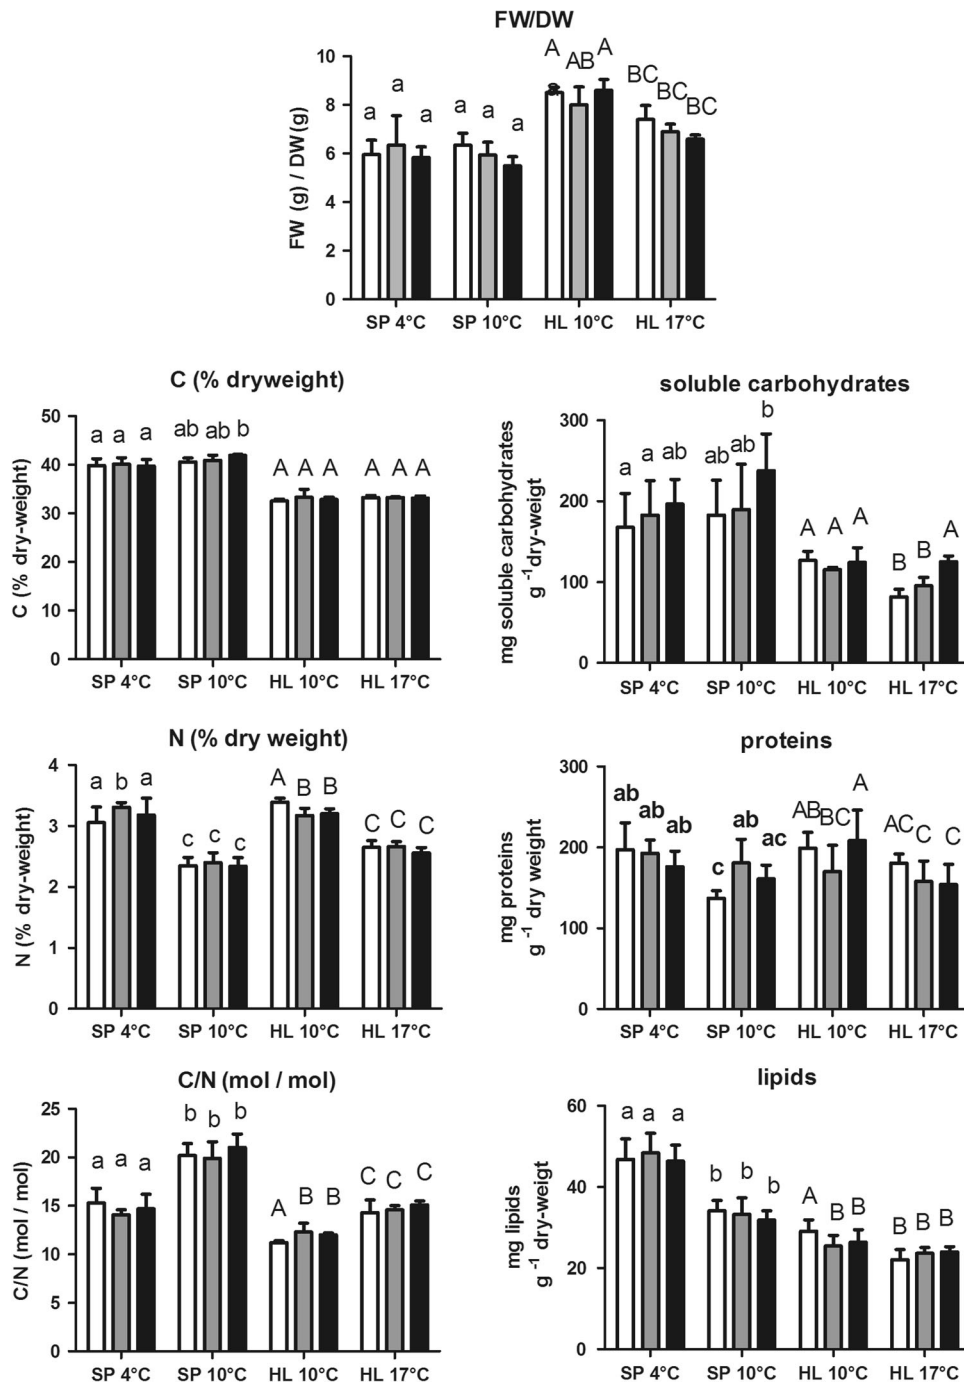 FW/DW
FW (g) / DW(g)
10
8
6
4
2
0
a a a a a a A AB A BC BC BC
SP 4°C SP 10°C HL 10°C HL 17°C
C (% dryweight)
C (% dry-weight)
50
40
30
20
10
0
a a a ab ab b A A A A A A
SP 4°C SP 10°C HL 10°C HL 17°C
soluble carbohydrates
mg soluble carbohydrates
g -1 dry-weigt
300
200
100
0
a a ab ab ab b A A A B B A
SP 4°C SP 10°C HL 10°C HL 17°C
N (% dry weight)
N (% dry-weight)
4
3
2
1
0
a b a c c c A B B C C C
SP 4°C SP 10°C HL 10°C HL 17°C
proteins
mg proteins
g -1 dry weight
300
200
100
0
ab ab ab c ab ac AB BC A AC C C
SP 4°C SP 10°C HL 10°C HL 17°C
C/N (mol / mol)
C/N (mol / mol)
25
20
15
10
5
0
a a a b b b A B B C C C
SP 4°C SP 10°C HL 10°C HL 17°C
lipids
mg lipids
g -1 dry-weigt
60
40
20
0
a a a b b b A B B B B B
SP 4°C SP 10°C HL 10°C HL 17°C